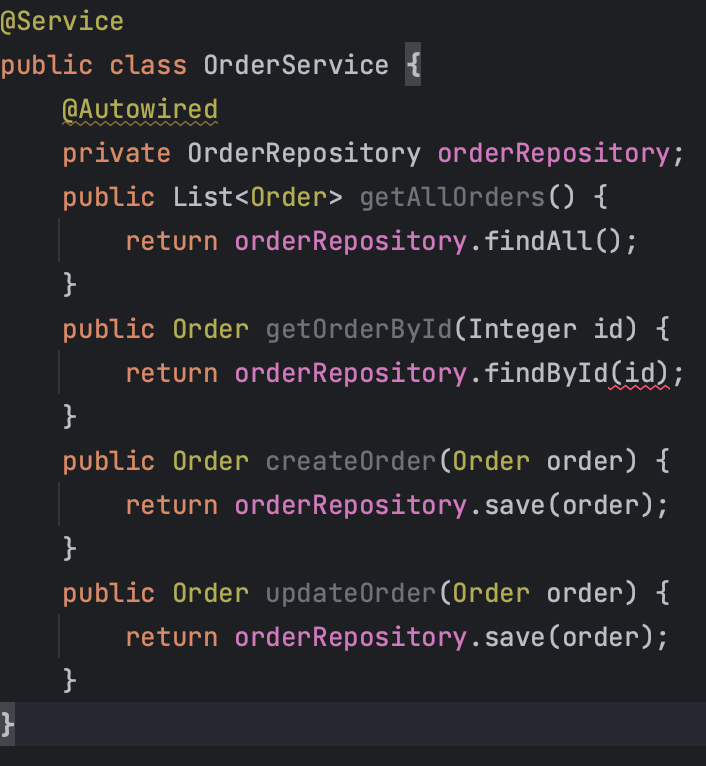 @Service
public class OrderService {
    @Autowired
    private OrderRepository orderRepository;
    public List<Order> getAllOrders() {
        return orderRepository.findAll();
    }
    public Order getOrderById(Integer id) {
        return orderRepository.findById(id);
    }
    public Order createOrder(Order order) {
        return orderRepository.save(order);
    }
    public Order updateOrder(Order order) {
        return orderRepository.save(order);
    }
}